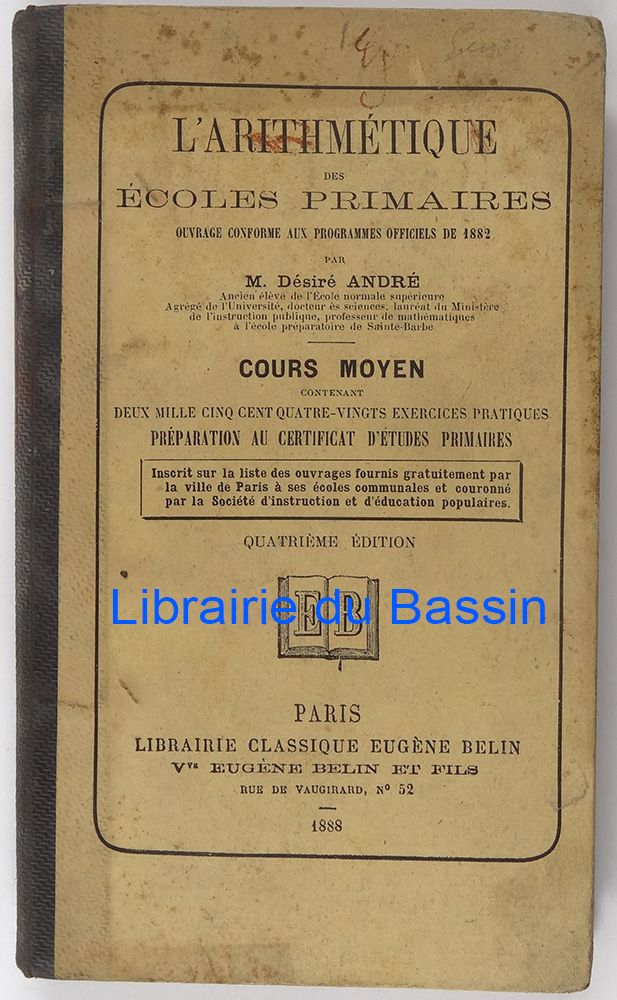 L'ARITHMÉTIQUE
DES
ÉCOLES PRIMAIRES
OUVRAGE CONFORME AUX PROGRAMMES OFFICIELS DE 1882
PAR
M. Désiré ANDRÉ
Ancien élève de l'École normale supérieure
Agrégé de l'Université, docteur ès sciences, lauréat du Ministère
de l'instruction publique, professeur de mathématiques
à l'école préparatoire de Sainte-Barbe
COURS MOYEN
CONTENANT
DEUX MILLE CINQ CENT QUATRE-VINGTS EXERCICES PRATIQUES
PRÉPARATION AU CERTIFICAT D'ÉTUDES PRIMAIRES
Inscrit sur la liste des ouvrages fournis gratuitement par
la ville de Paris à ses écoles communales et couronné
par la Société d'instruction et d'éducation populaires.
QUATRIÈME ÉDITION
EB
Librairie du Bassin
PARIS
LIBRAIRIE CLASSIQUE EUGÈNE BELIN
Vve EUGÈNE BELIN ET FILS
RUE DE VAUGIRARD, No 52
1888